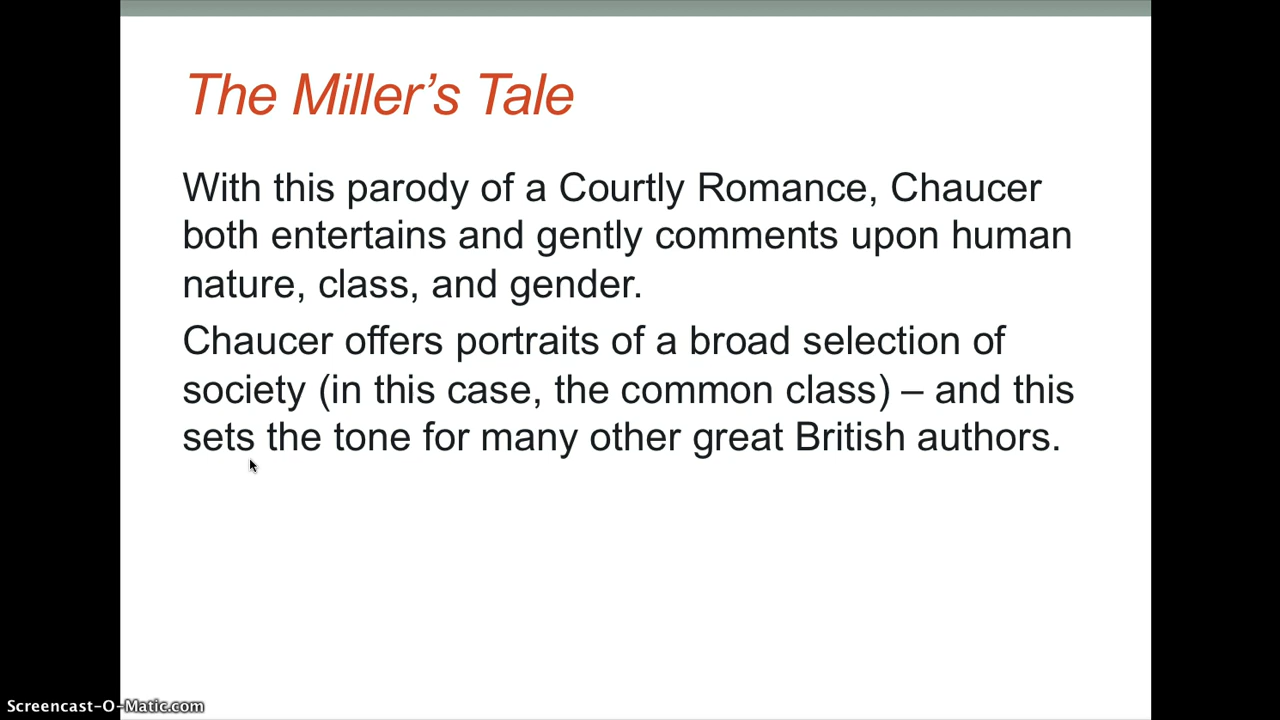 The Miller’s Tale
With this parody of a Courtly Romance, Chaucer
both entertains and gently comments upon human
nature, class, and gender.
Chaucer offers portraits of a broad selection of
society (in this case, the common class) – and this
sets the tone for many other great British authors.
Screencast-O-Matic.com